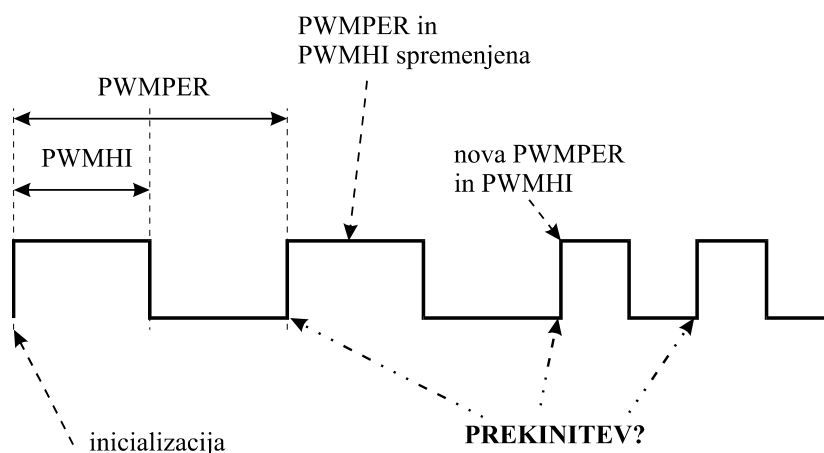 PWMPER in
PWMHI spremenjena
PWMPER
PWMHI
nova PWMPER
in PWMHI
inicializacija
PREKINITEV?